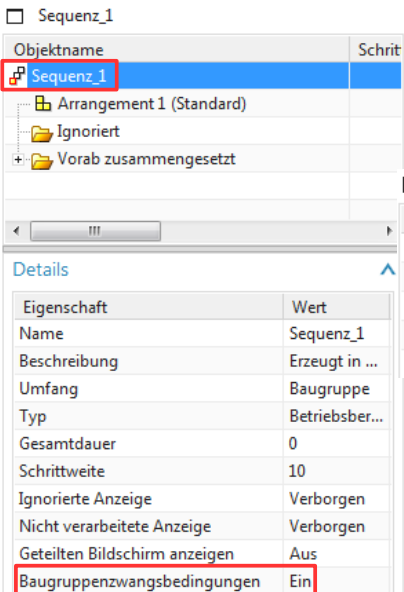 Sequenz_1
Objektname Schrit
Sequenz_1
Arrangement 1 (Standard)
Ignoriert
Vorab zusammengesetzt
Details
Eigenschaft Wert
Name Sequenz_1
Beschreibung Erzeugt in ...
Umfang Baugruppe
Typ Betriebsber...
Gesamtdauer 0
Schrittweite 10
Ignorierte Anzeige Verborgen
Nicht verarbeitete Anzeige Verborgen
Geteilten Bildschirm anzeigen Aus
Baugruppenzwangsbedingungen Ein